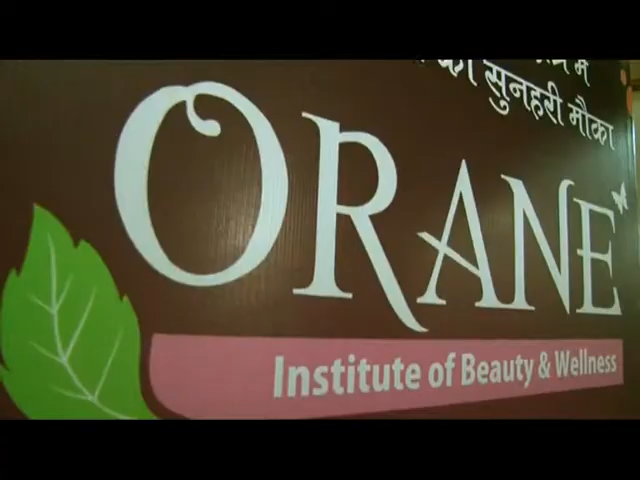 में
का सुनहरी मौका
ORANE
Institute of Beauty & Wellness